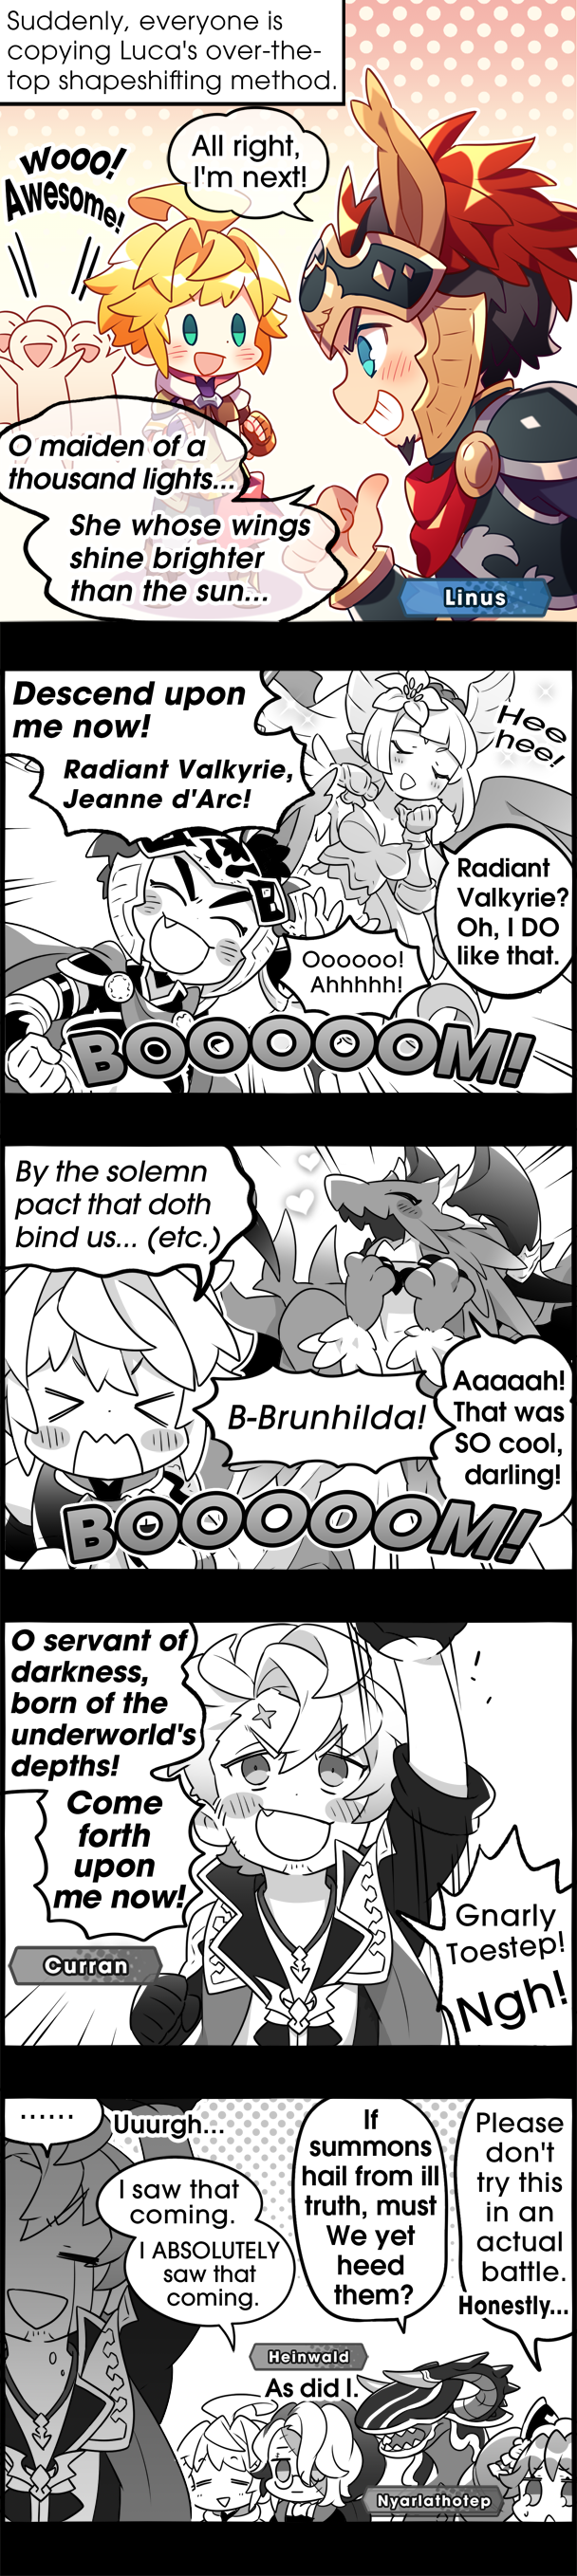 Suddenly, everyone is
copying Luca's over-the-
top shapeshifting method.
Wooo!
Awesome!
All right,
I'm next!
O maiden of a
thousand lights...
She whose wings
shine brighter
than the sun...
Linus
Descend upon
me now!
Radiant Valkyrie,
Jeanne d'Arc!
Hee
hee!
Radiant
Valkyrie?
Oh, I DO
like that.
Oooooo!
Ahhhhh!
BOOOOOOM!
By the solemn
pact that doth
bind us... (etc.)
B-Brunhilda!
Aaaaah!
That was
SO cool,
darling!
BOOOOOOM!
O servant of
darkness,
born of the
underworld's
depths!
Come
forth
upon
me now!
Curran
Gnarly
Toestep!
Ngh!
......
Uuurgh...
I saw that
coming.
I ABSOLUTELY
saw that
coming.
If
summons
hail from ill
truth, must
We yet
heed
them?
Please
don't
try this
in an
actual
battle.
Honestly...
Heinwald
As did I.
Nyarlathotep